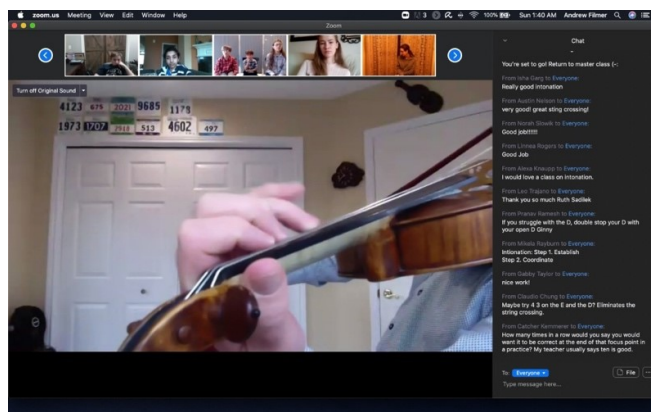 zoom.us Meeting View Edit Window Help
3
100%
Sun 1:40 AM Andrew Filmer
Zoom
Turn off Original Sound
4123 675 2021 9685 1178
1973 1707 2513 513 4602 497
Chat
You're set to go! Return to master class (-:
From Isha Garg to Everyone:
Really good intonation
From Austin Nelson to Everyone:
very good! great sting crossing!
From Norah Slowik to Everyone:
Good job!!!!!!
From Linnea Rogers to Everyone:
Good Job
From Alexa Knaupp to Everyone:
I would love a class on intonation.
From Leo Trajano to Everyone:
Thank you so much Ruth Sadilek
From Pranav Ramesh to Everyone:
If you struggle with the D, double stop your D with
your open D Ginny
From Mikala Rayburn to Everyone:
Intionation: Step 1. Establish
Step 2. Coordinate
From Gabby Taylor to Everyone:
nice work!
From Claudio Chung to Everyone:
Maybe try 4 3 on the E and the D? Eliminates the
string crossing.
From Catcher Kemmerer to Everyone:
How many times in a row would you say you would
want it to be correct at the end of that focus point in
a practice? My teacher usually says ten is good.
To: Everyone
File
Type message here...